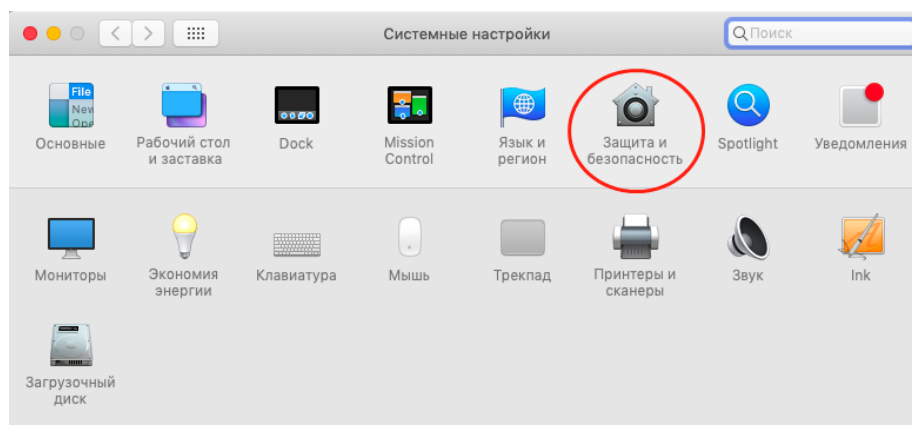 Системные настройки
Поиск
File
New
Ope
Основные
Рабочий стол
и заставка
Dock
Mission
Control
Язык и
регион
Защита и
безопасность
Spotlight
Уведомления
Мониторы
Экономия
энергии
Клавиатура
Мышь
Трекпад
Принтеры и
сканеры
Звук
Ink
Загрузочный
диск